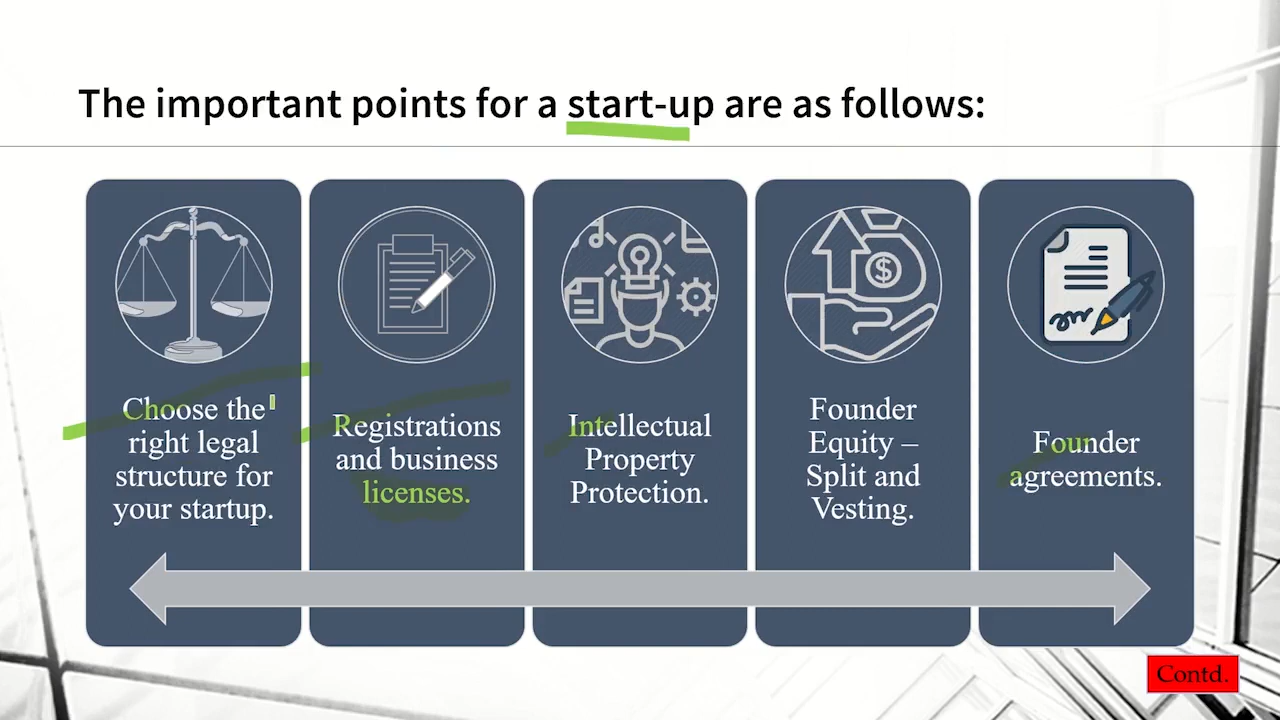 The important points for a start-up are as follows:
Choose the
right legal
structure for
your startup.
Registrations
and business
licenses.
Intellectual
Property
Protection.
Founder
Equity –
Split and
Vesting.
Founder
agreements.
Contd.